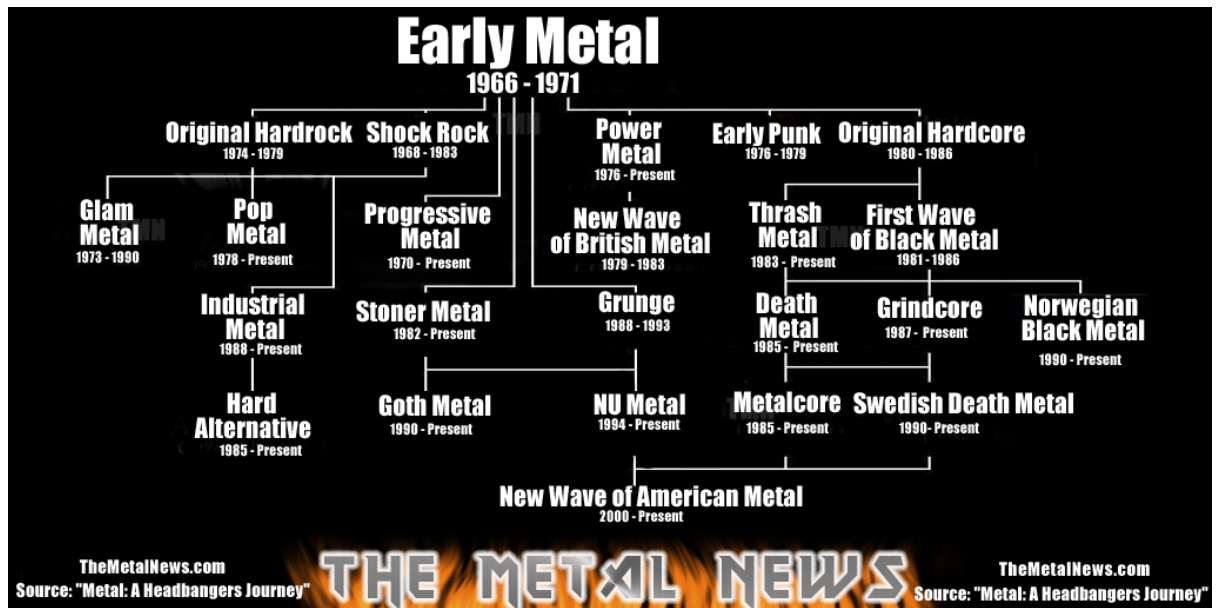 Early Metal
1966 - 1971
Original Hardrock
1974 - 1979
Shock Rock
1968 - 1983
Power
Metal
1976 - Present
Early Punk
1976 - 1979
Original Hardcore
1980 - 1986
Glam
Metal
1973 - 1990
Pop
Metal
1978 - Present
Progressive
Metal
1970 - Present
New Wave
of British Metal
1979 - 1983
Thrash
Metal
1983 - Present
First Wave
of Black Metal
1981 - 1986
Industrial
Metal
1988 - Present
Stoner Metal
1982 - Present
Grunge
1988 - 1993
Death
Metal
1985 - Present
Grindcore
1987 - Present
Norwegian
Black Metal
1990 - Present
Hard
Alternative
1985 - Present
Goth Metal
1990 - Present
NU Metal
1994 - Present
Metalcore
1985 - Present
Swedish Death Metal
1990- Present
New Wave of American Metal
2000 - Present
TheMetalNews.com
Source: "Metal: A Headbangers Journey"
THE METAL NEWS
TheMetalNews.com
Source: "Metal: A Headbangers Journey"